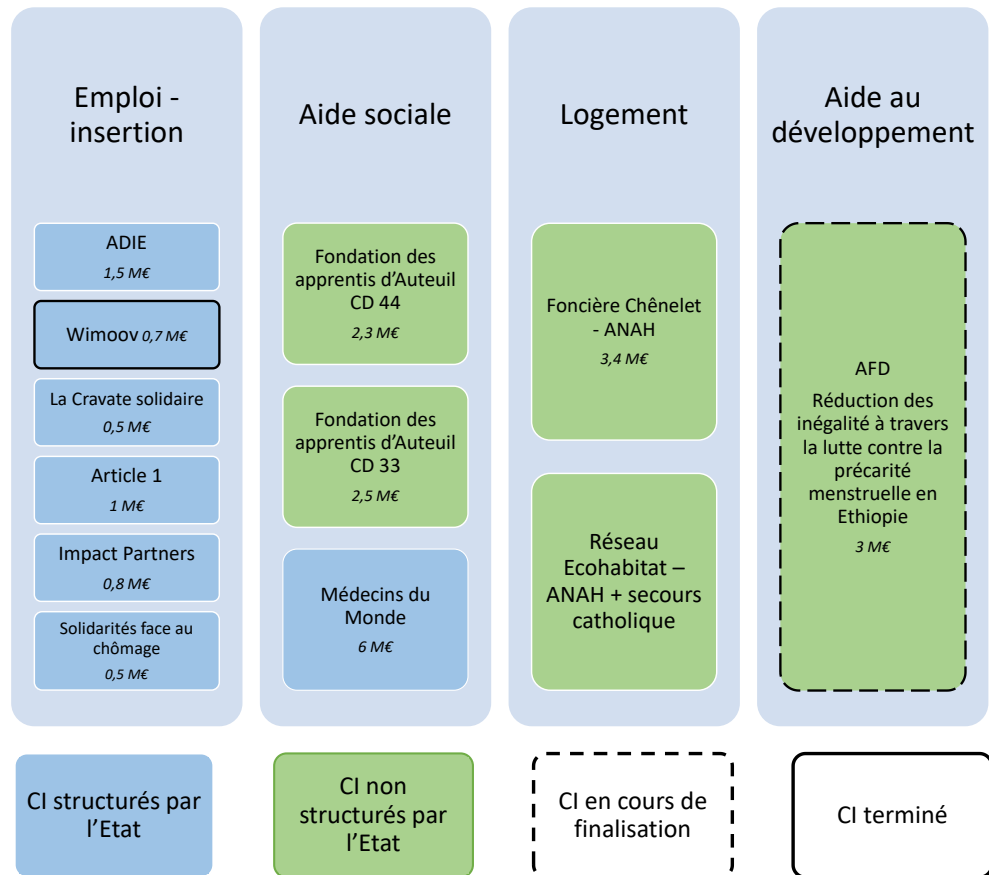 Emploi -
insertion
ADIE
1,5 M€
Wimoov 0,7 M€
La Cravate solidaire
0,5 M€
Article 1
1 M€
Impact Partners
0,8 M€
Solidarités face au
chômage
0,5 M€
Aide sociale
Fondation des
apprentis d'Auteuil
CD 44
2,3 M€
Fondation des
apprentis d'Auteuil
CD 33
2,5 M€
Médecins du
Monde
6 M€
Logement
Foncière Chênelet
- ANAH
3,4 M€
Réseau
Ecohabitat –
ANAH + secours
catholique
Aide au
développement
AFD
Réduction des
inégalité à travers
la lutte contre la
précarité
menstruelle en
Ethiopie
3 M€
CI structurés par
l'Etat
CI non
structurés par
l'Etat
CI en cours de
finalisation
CI terminé